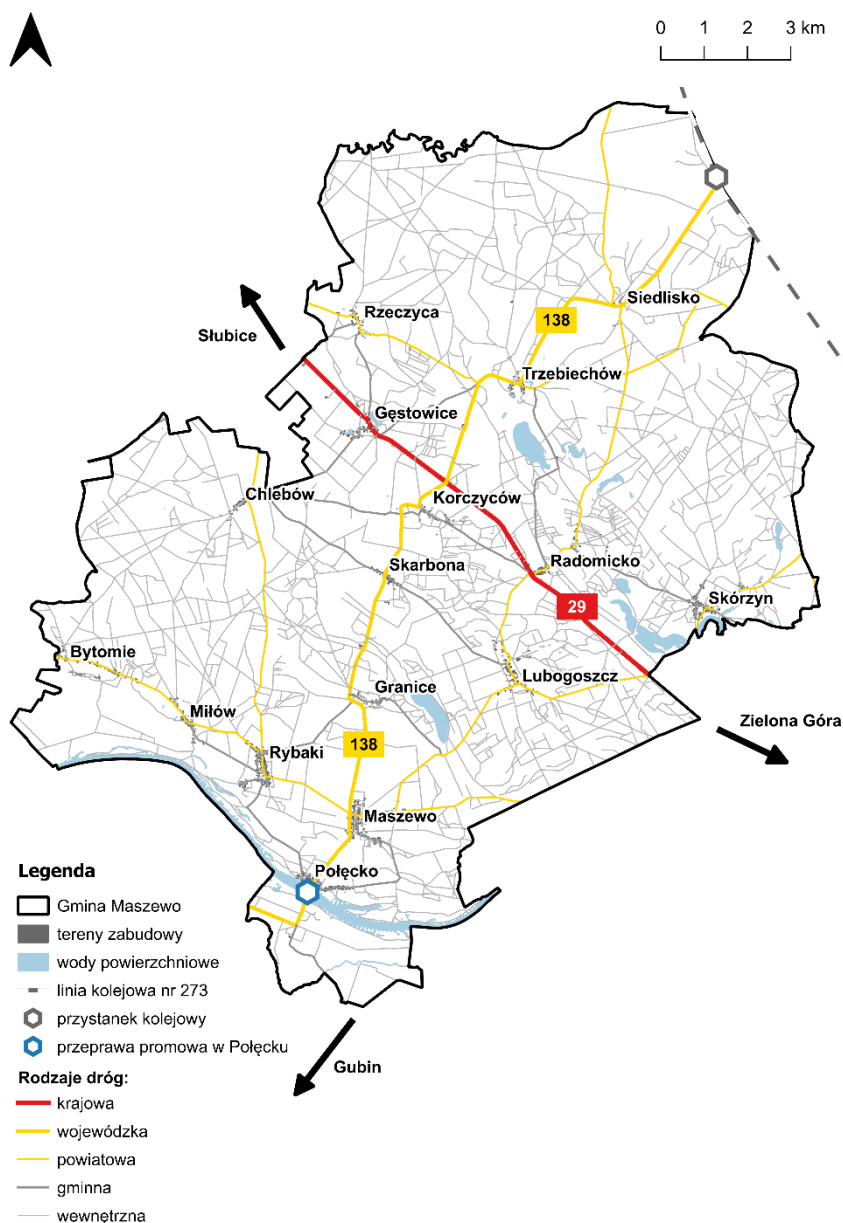 0 1 2 3 km
Siedlisko
Rzeczyca
138
Słubice
Trzebiechów
Gęstowice
Chlebów
Korczyców
Skarbona
Radomicko
29
Skórzyn
Bytomie
Lubogoszcz
Granice
Miłów
Zielona Góra
138
Rybaki
Maszewo
Połęcko
Legenda
Gmina Maszewo
tereny zabudowy
wody powierzchniowe
linia kolejowa nr 273
przystanek kolejowy
przeprawa promowa w Połęcku
Gubin
Rodzaje dróg:
krajowa
wojewódzka
powiatowa
gminna
wewnętrzna